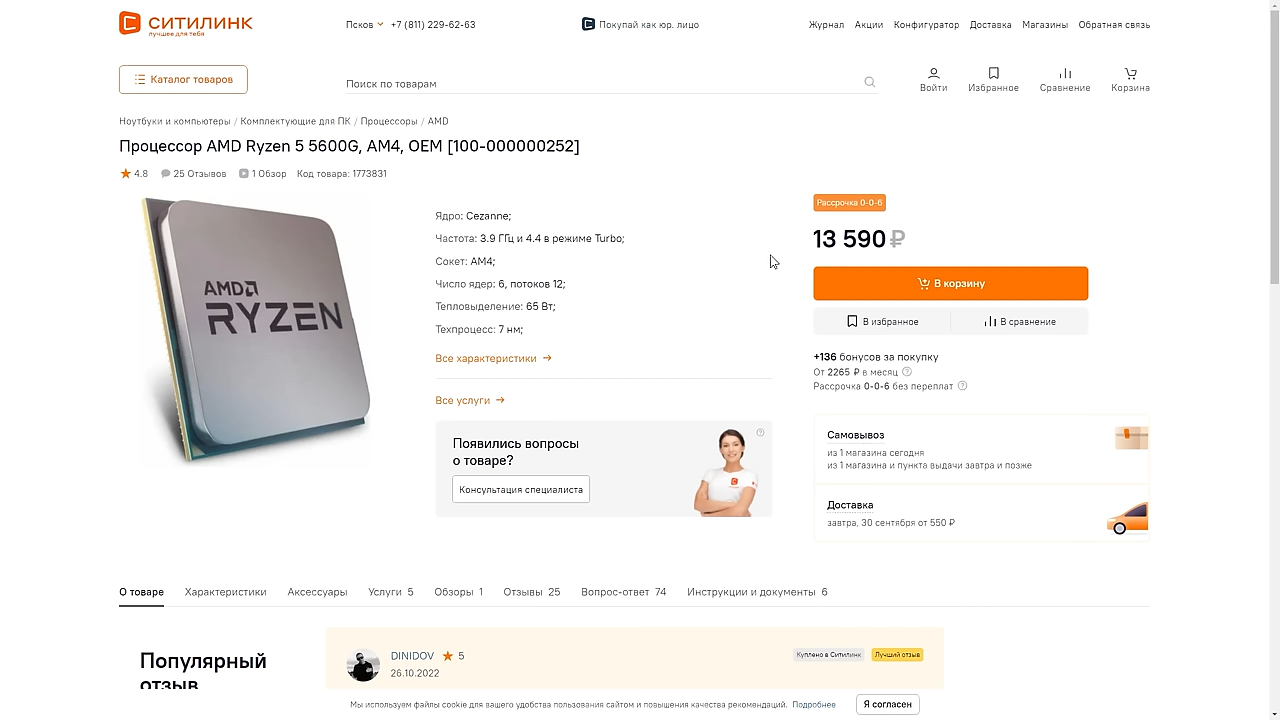 СИТИЛИНК
лучшее для тебя
Псков +7 (811) 229-62-63
Покупай как юр. лицо
Журнал Акции Конфигуратор Доставка Магазины Обратная связь
Каталог товаров
Поиск по товарам
Войти Избранное Сравнение Корзина
Ноутбуки и компьютеры / Комплектующие для ПК / Процессоры / AMD
Процессор AMD Ryzen 5 5600G, AM4, OEM [100-000000252]
4.8 25 Отзывов 1 Обзор Код товара: 1773831
AMD
RYZEN
Ядро: Cezanne;
Частота: 3.9 ГГц и 4.4 в режиме Turbo;
Сокет: AM4;
Число ядер: 6, потоков 12;
Тепловыделение: 65 Вт;
Техпроцесс: 7 нм;
Все характеристики →
Все услуги →
Появились вопросы
о товаре?
Консультация специалиста
Рассрочка 0-0-6
13 590 ₽
В корзину
В избранное
В сравнение
+136 бонусов за покупку
От 2265 ₽ в месяц
Рассрочка 0-0-6 без переплат
Самовывоз
из 1 магазина сегодня
из 1 магазина и пункта выдачи завтра и позже
Доставка
завтра, 30 сентября от 550 ₽
О товаре Характеристики Аксессуары Услуги 5 Обзоры 1 Отзывы 25 Вопрос-ответ 74 Инструкции и документы 6
Популярный
отзыв
DINIDOV 5
26.10.2022
Куплено в Ситилинк
Лучший отзыв
Мы используем файлы cookie для вашего удобства пользования сайтом и повышения качества рекомендаций. Подробнее
Я согласен